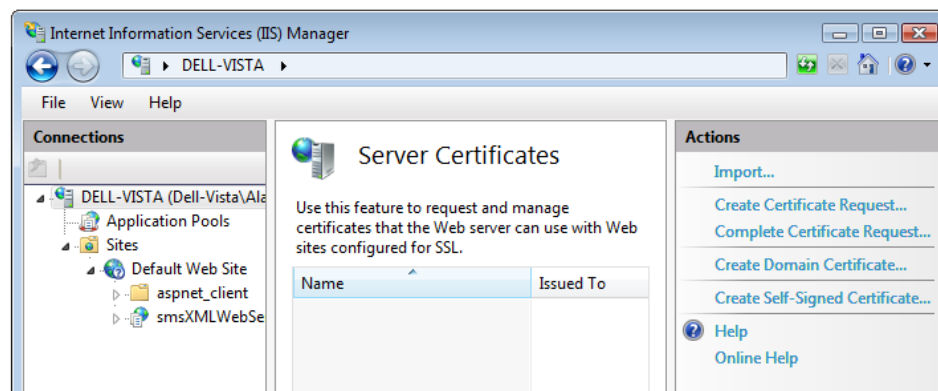 Internet Information Services (IIS) Manager
DELL-VISTA
File View Help
Connections
DELL-VISTA (Dell-Vista\Ala
Application Pools
Sites
Default Web Site
aspnet_client
smsXMLWebSe
Server Certificates
Use this feature to request and manage
certificates that the Web server can use with Web
sites configured for SSL.
Name Issued To
Actions
Import...
Create Certificate Request...
Complete Certificate Request...
Create Domain Certificate...
Create Self-Signed Certificate...
Help
Online Help